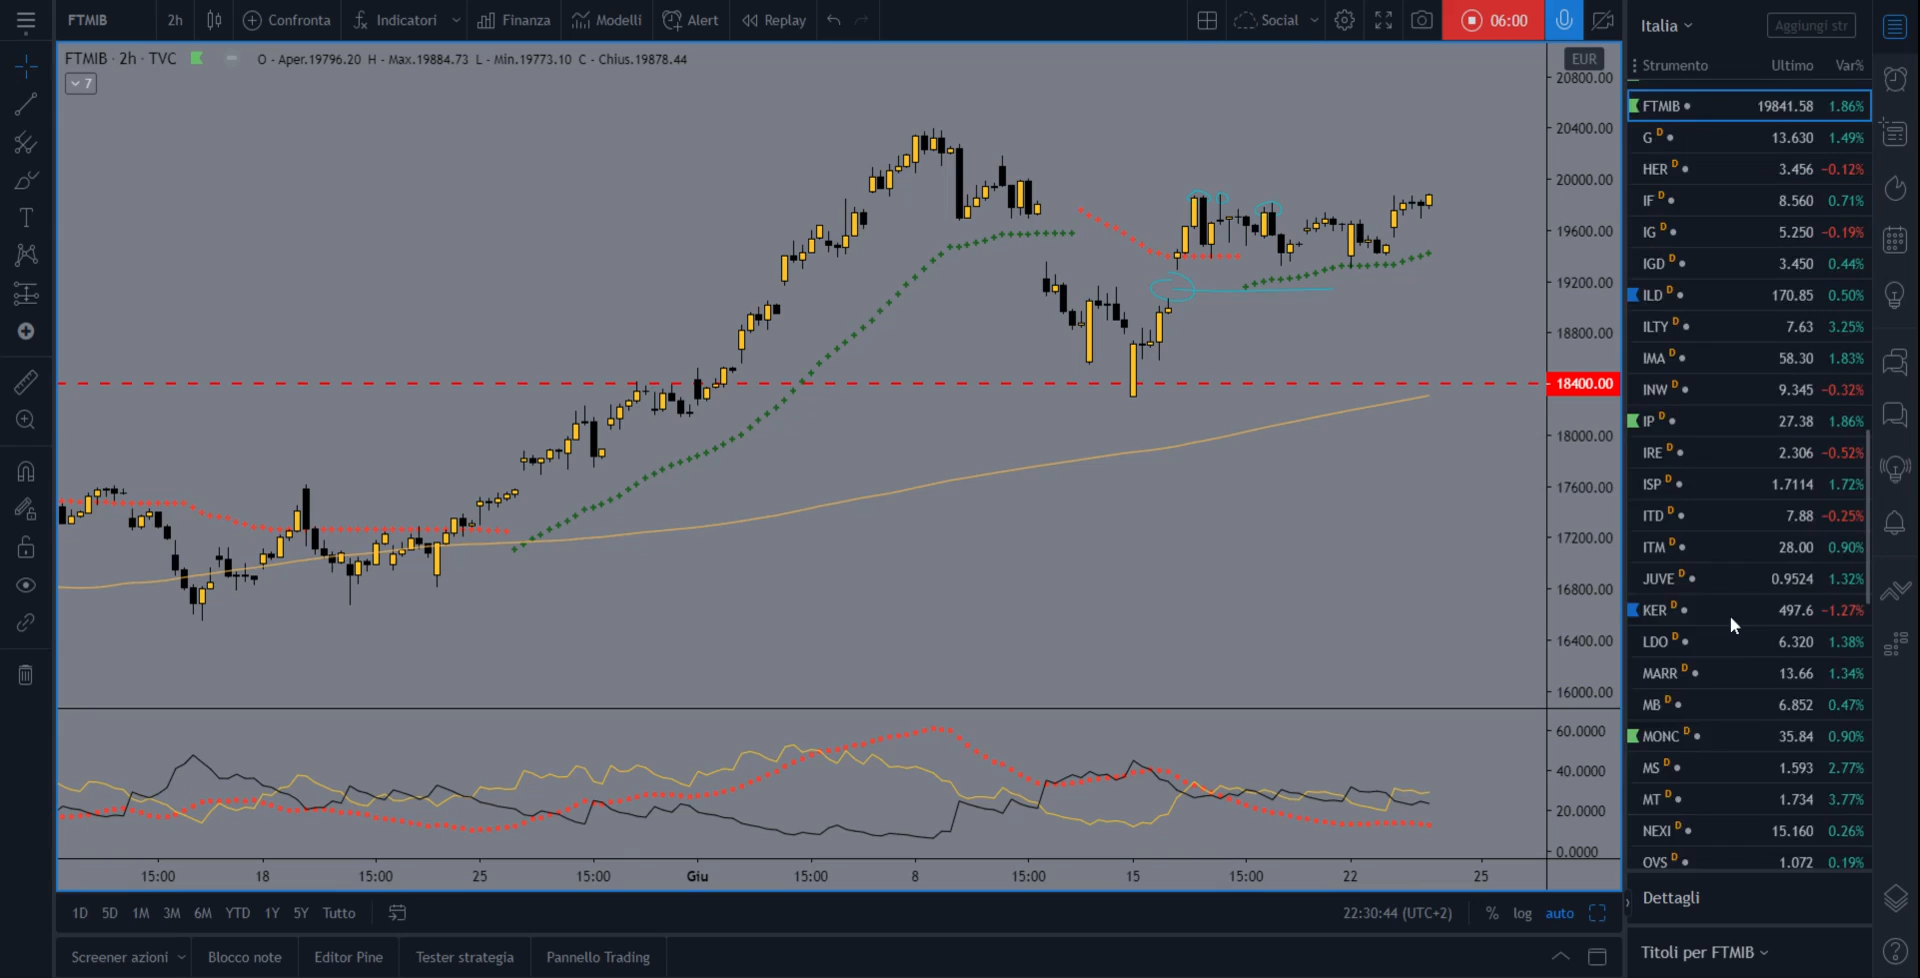 FTMIB 2h Confronta Indicatori Finanza Modelli Alert Replay Social 06:00
FTMIB · 2h · TVC O - Aper.19796.20 H - Max.19884.73 L - Min.19773.10 C - Chius.19878.44
7
EUR
20800.00
20400.00
20000.00
19600.00
19200.00
18800.00
18400.00
18000.00
17600.00
17200.00
16800.00
16400.00
16000.00
60.0000
40.0000
20.0000
0.0000
15:00 18 15:00 25 15:00 Giu 15:00 8 15:00 15 15:00 22 25
1D 5D 1M 3M 6M YTD 1Y 5Y Tutto 22:30:44 (UTC+2) % log auto
Screener azioni Blocco note Editor Pine Tester strategia Pannello Trading
Italia Aggiungi str
Strumento Ultimo Var%
FTMIB 19841.58 1.86%
G D 13.630 1.49%
HER D 3.456 −0.12%
IF D 8.560 0.71%
IG D 5.250 −0.19%
IGD D 3.450 0.44%
ILD D 170.85 0.50%
ILTY D 7.63 3.25%
IMA D 58.30 1.83%
INW D 9.345 −0.32%
IP D 27.38 1.86%
IRE D 2.306 −0.52%
ISP D 1.7114 1.72%
ITD D 7.88 −0.25%
ITM D 28.00 0.90%
JUVE D 0.9524 1.32%
KER D 497.6 −1.27%
LDO D 6.320 1.38%
MARR D 13.66 1.34%
MB D 6.852 0.47%
MONC D 35.84 0.90%
MS D 1.593 2.77%
MT D 1.734 3.77%
NEXI D 15.160 0.26%
OVS D 1.072 0.19%
Dettagli
Titoli per FTMIB